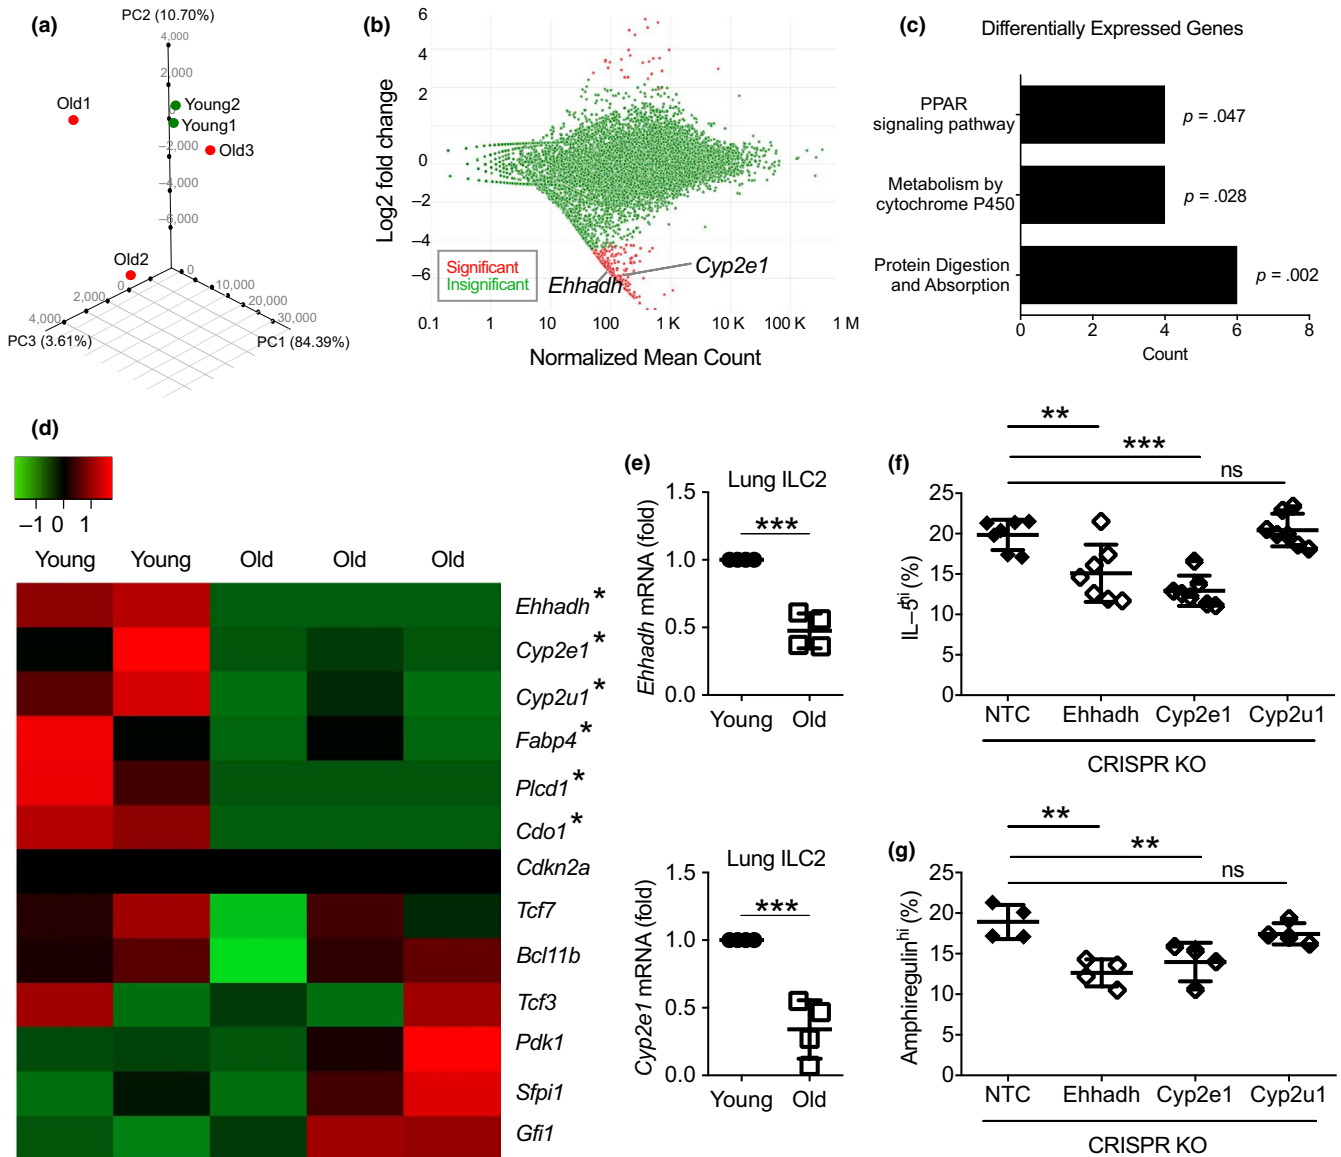 (a)
PC2 (10.70%)
4,000
2,000
0
−2,000
−4,000
−6,000
Old1
Young2
Young1
Old3
Old2
0
0
2,000
4,000
10,000
20,000
30,000
PC3 (3.61%)
PC1 (84.39%)
(b)
Log2 fold change
6
4
2
0
−2
−4
−6
Significant
Insignificant
Ehhadh
Cyp2e1
0.1 1 10 100 1 K 10 K 100 K 1 M
Normalized Mean Count
(c)
Differentially Expressed Genes
PPAR
signaling pathway
p = .047
Metabolism by
cytochrome P450
p = .028
Protein Digestion
and Absorption
p = .002
0 2 4 6 8
Count
(d)
−1 0 1
Young Young Old Old Old
Ehhadh*
Cyp2e1*
Cyp2u1*
Fabp4*
Plcd1*
Cdo1*
Cdkn2a
Tcf7
Bcl11b
Tcf3
Pdk1
Sfpi1
Gfi1
(e)
Lung ILC2
Ehhadh mRNA (fold)
1.5
1.0
0.5
0.0
***
Young Old
Lung ILC2
Cyp2e1 mRNA (fold)
1.5
1.0
0.5
0.0
***
Young Old
(f)
**
***
ns
IL−5hi (%)
25
20
15
10
5
0
NTC Ehhadh Cyp2e1 Cyp2u1
CRISPR KO
(g)
**
**
ns
Amphiregulinhi (%)
25
20
15
10
5
0
NTC Ehhadh Cyp2e1 Cyp2u1
CRISPR KO